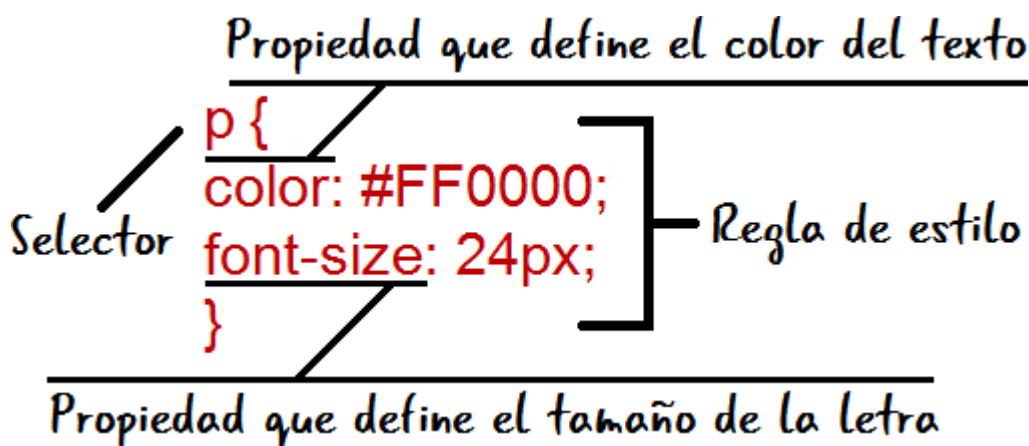 Propiedad que define el color del texto
p {
color: #FF0000;
Selector
Regla de estilo
font-size: 24px;
}
Propiedad que define el tamaño de la letra